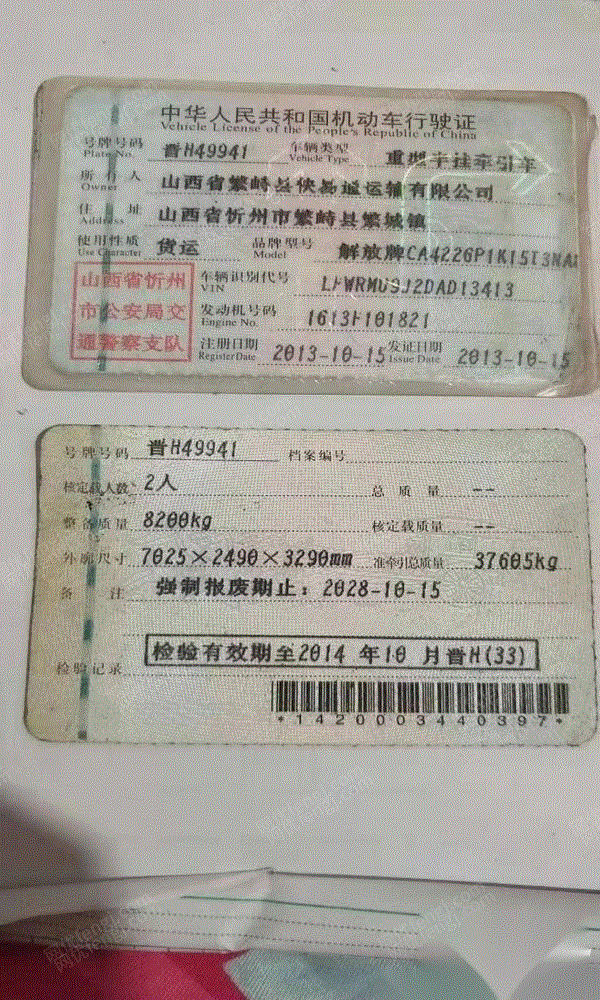 中华人民共和国机动车行驶证
Vehicle License of the People's Republic of China
号牌号码 Plate No. 晋H49941 车辆类型 Vehicle Type 重型半挂牵引车
所有人 Owner 山西省繁峙县 运输有限公司
住址 Address 山西省忻州市繁峙县繁城镇
使用性质 Use Character 货运 品牌型号 Model 解放牌CA4226P1K15T3NA
山西省忻州
市公安局交
通警察支队
车辆识别代号 VIN LFWRMU9J2DAD13413
发动机号码 Engine No. 1613F101821
注册日期 Register Date 2013-10-15 发证日期 Issue Date 2013-10-15
号牌号码 晋H49941 档案编号
核定载人数 2人 总质量 --
整备质量 8200kg 核定载质量 --
外廓尺寸 7025×2490×3290mm 准牵引总质量 37605kg
备注 强制报废期止：2028-10-15
检验记录 检验有效期至2014 年10 月晋H(33)
*1420003440397*